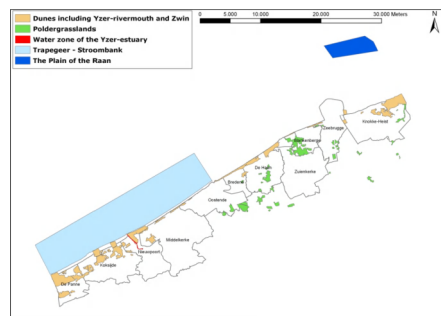 Dunes including Yzer-rivermouth and Zwin
Poldergrasslands
Water zone of the Yzer-estuary
Trapegeer - Stroombank
The Plain of the Raan
0 5.000 10.000 20.000 30.000 Meters
N
Knokke-Heist
Zeebrugge
Blankenberge
De Haan
Zuienkerke
Bredene
Oostende
Middelkerke
Nieuwpoort
Koksijde
De Panne